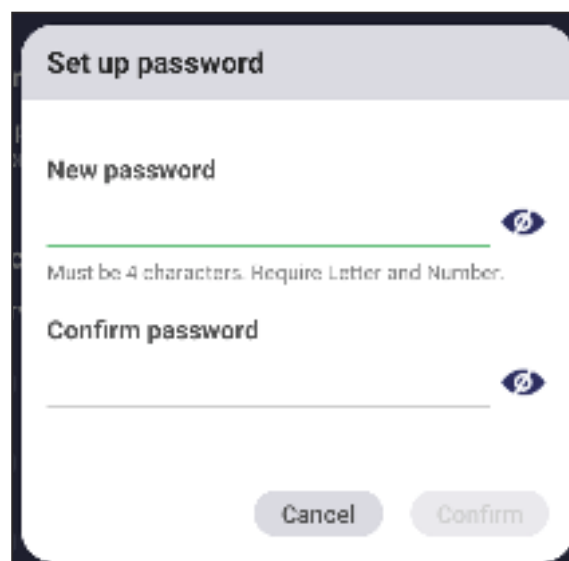 Set up password
New password
Must be 4 characters. Require Letter and Number.
Confirm password
Cancel
Confirm